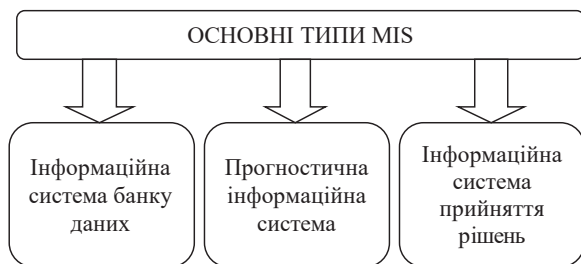 ОСНОВНІ ТИПИ MIS
Інформаційна
система банку
даних
Прогностична
інформаційна
система
Інформаційна
система
прийняття
рішень